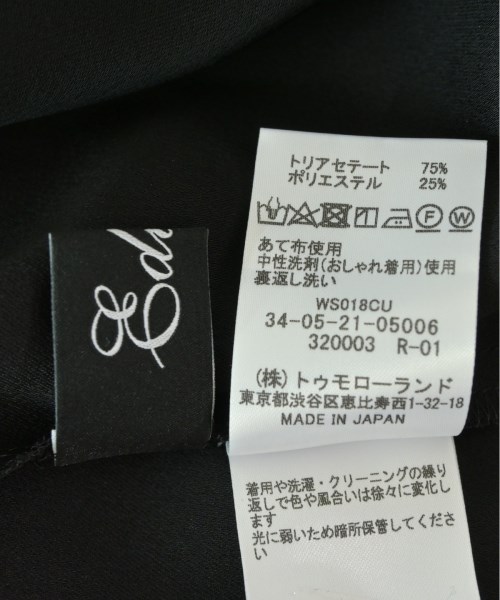 Edi
トリアセテート 75%
ポリエステル 25%
F W
あて布使用
中性洗剤(おしゃれ着用)使用
裏返し洗い
WS018CU
34-05-21-05006
320003 R-01
(株)トゥモローランド
東京都渋谷区恵比寿西1-32-18
MADE IN JAPAN
着用や洗濯・クリーニングの繰り
返しで色や風合いは徐々に変化し
ます
光に弱いため暗所保管してくださ
い